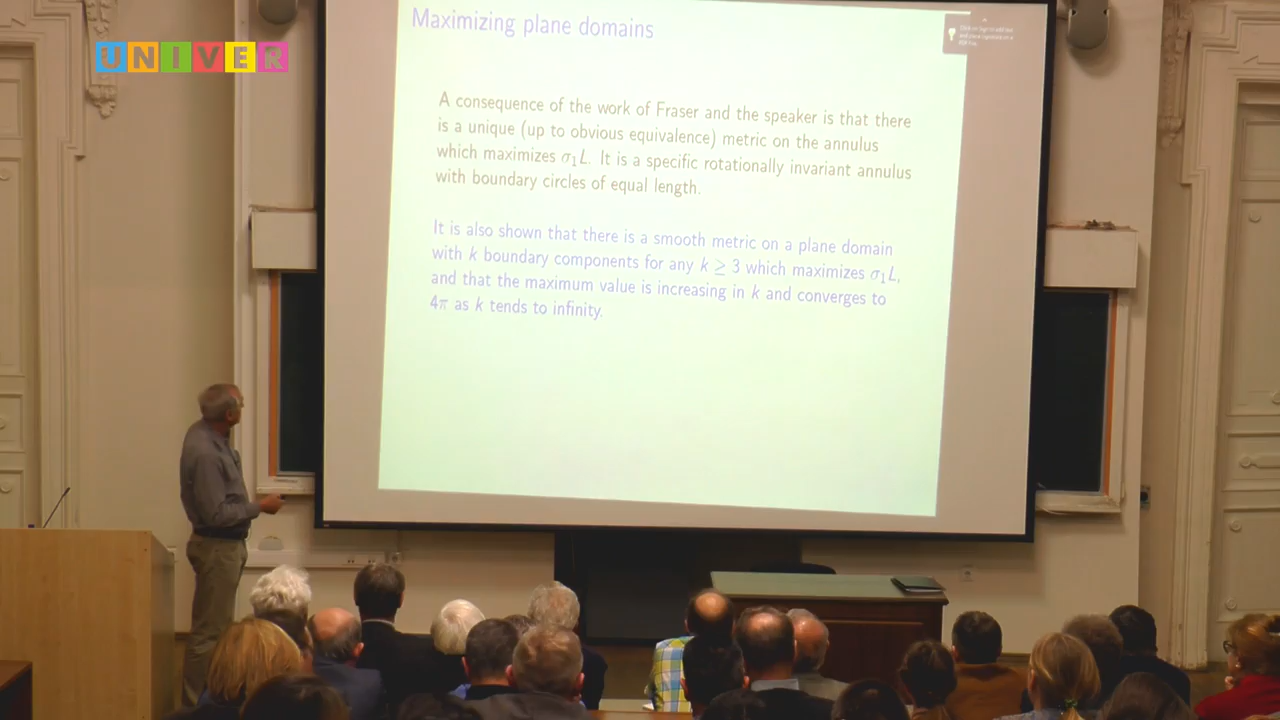 UNIVER
Maximizing plane domains
A consequence of the work of Fraser and the speaker is that there
is a unique (up to obvious equivalence) metric on the annulus
which maximizes σ₁L. It is a specific rotationally invariant annulus
with boundary circles of equal length.
It is also shown that there is a smooth metric on a plane domain
with k boundary components for any k ≥ 3 which maximizes σ₁L,
and that the maximum value is increasing in k and converges to
4π as k tends to infinity.